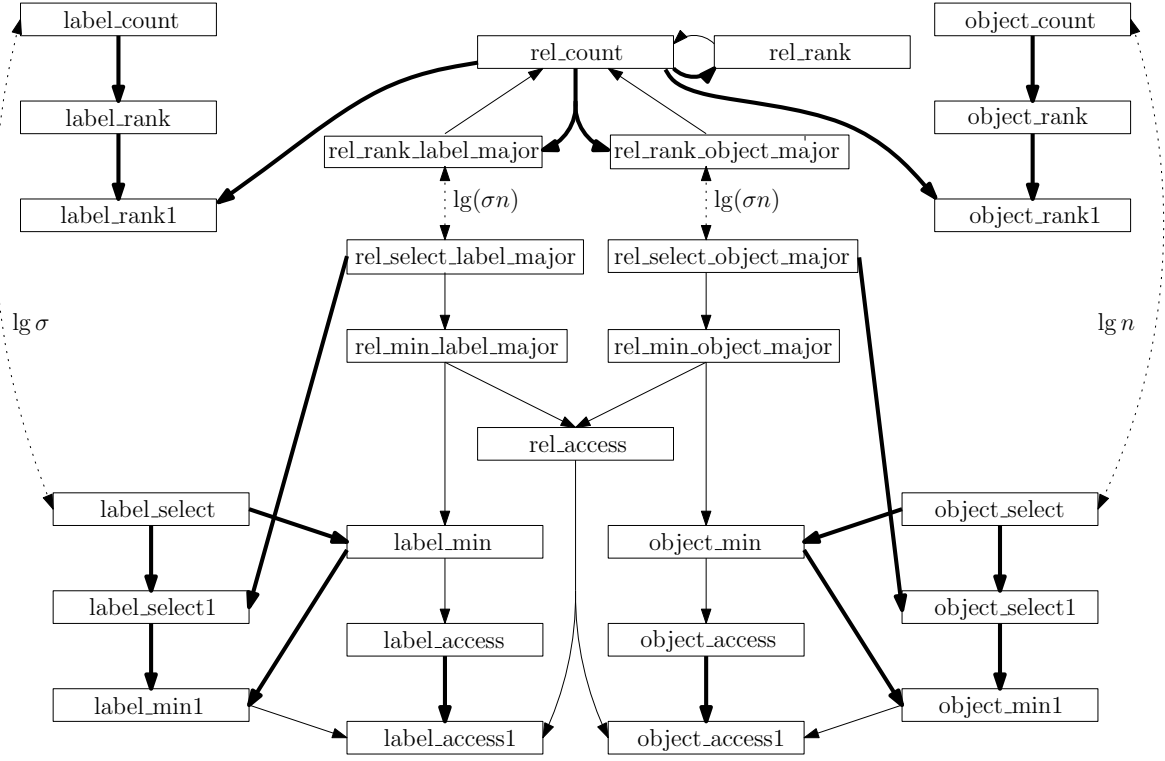 label_count
object_count
rel_count
rel_rank
label_rank
object_rank
rel_rank_label_major
rel_rank_object_major
lg(σn)
lg(σn)
label_rank1
object_rank1
rel_select_label_major
rel_select_object_major
lg σ
lg n
rel_min_label_major
rel_min_object_major
rel_access
label_select
object_select
label_min
object_min
label_select1
object_select1
label_access
object_access
label_min1
object_min1
label_access1
object_access1